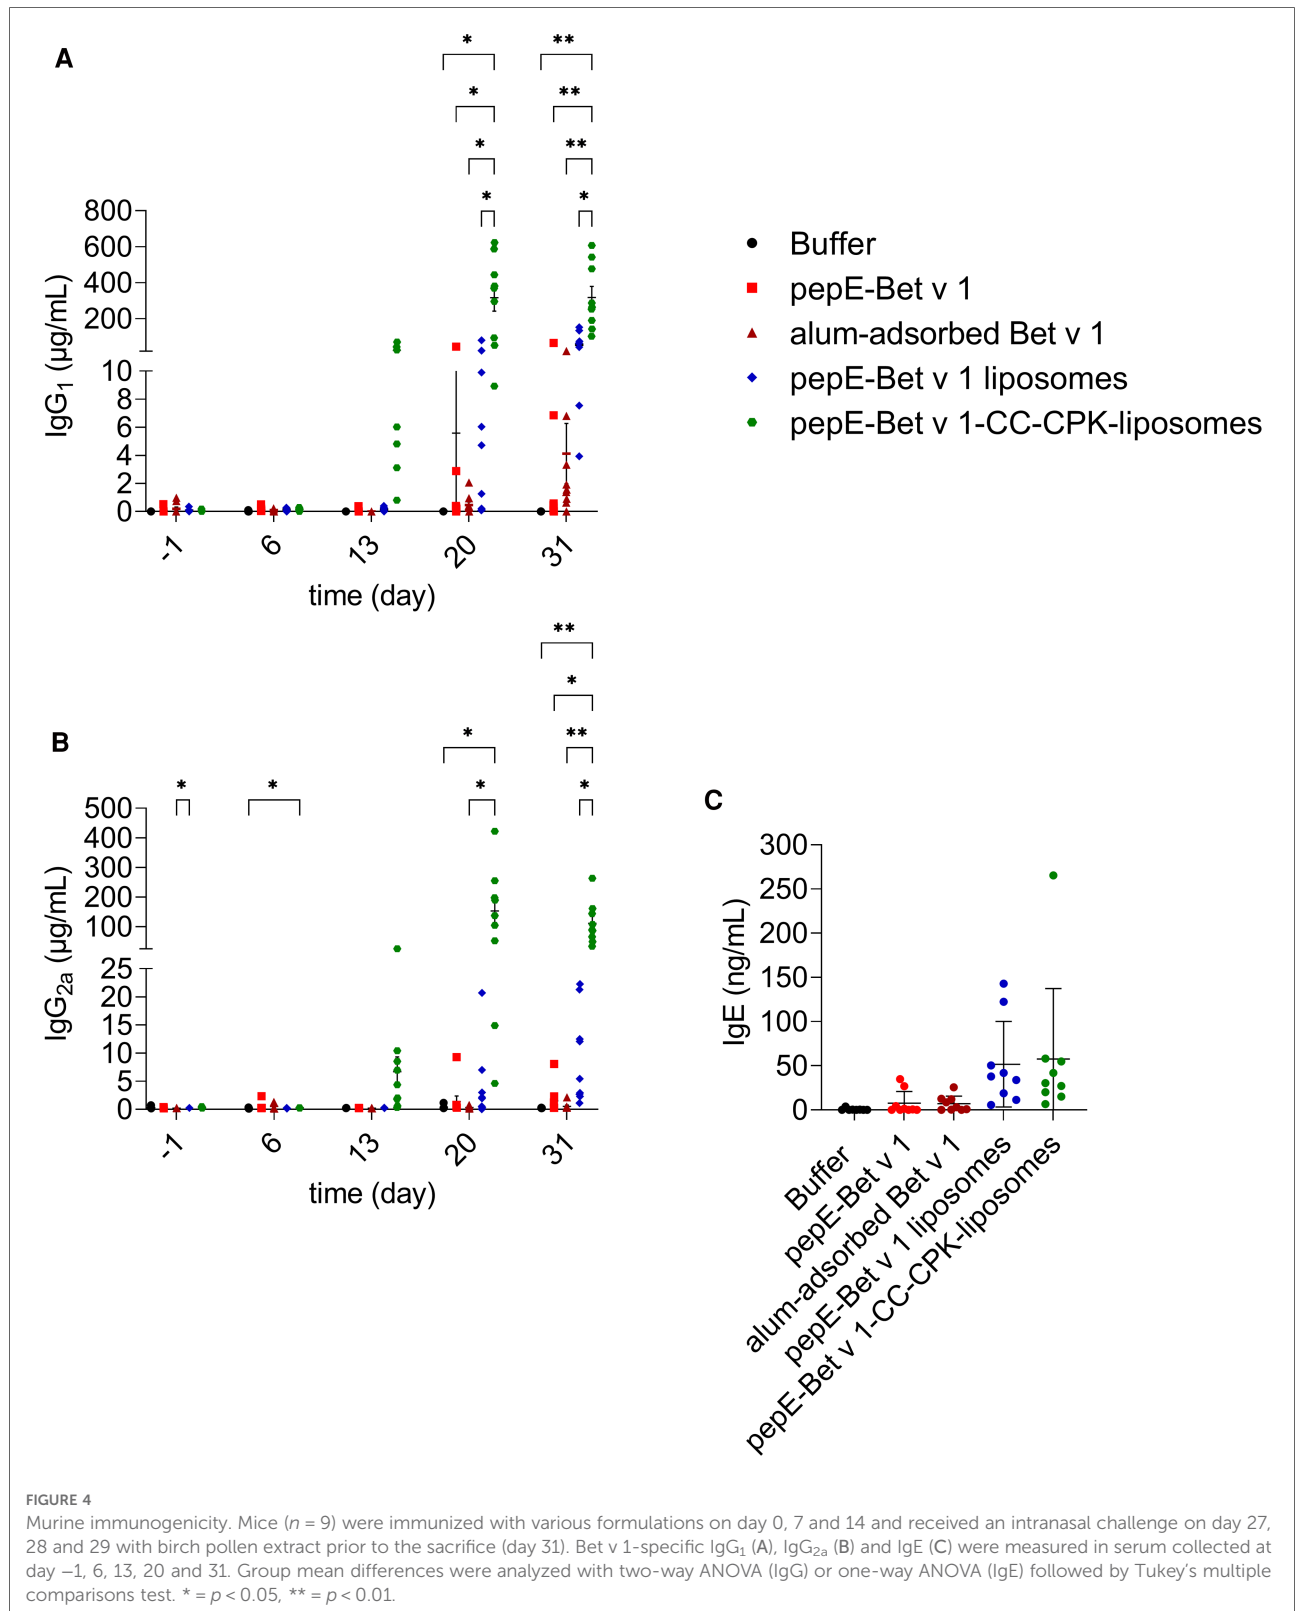 A
* **
* **
* **
* *
800
600
400
200
10
8
6
4
2
0
IgG1 (µg/mL)
-1 6 13 20 31
time (day)
Buffer
pepE-Bet v 1
alum-adsorbed Bet v 1
pepE-Bet v 1 liposomes
pepE-Bet v 1-CC-CPK-liposomes
B
**
*
* **
* * * *
500
400
300
200
100
25
20
15
10
5
0
IgG2a (µg/mL)
-1 6 13 20 31
time (day)
C
300
250
200
150
100
50
0
IgE (ng/mL)
Buffer
pepE-Bet v 1
alum-adsorbed Bet v 1
pepE-Bet v 1 liposomes
pepE-Bet v 1-CC-CPK-liposomes
FIGURE 4
Murine immunogenicity. Mice (n = 9) were immunized with various formulations on day 0, 7 and 14 and received an intranasal challenge on day 27,
28 and 29 with birch pollen extract prior to the sacrifice (day 31). Bet v 1-specific IgG1 (A), IgG2a (B) and IgE (C) were measured in serum collected at
day −1, 6, 13, 20 and 31. Group mean differences were analyzed with two-way ANOVA (IgG) or one-way ANOVA (IgE) followed by Tukey's multiple
comparisons test. * = p < 0.05, ** = p < 0.01.